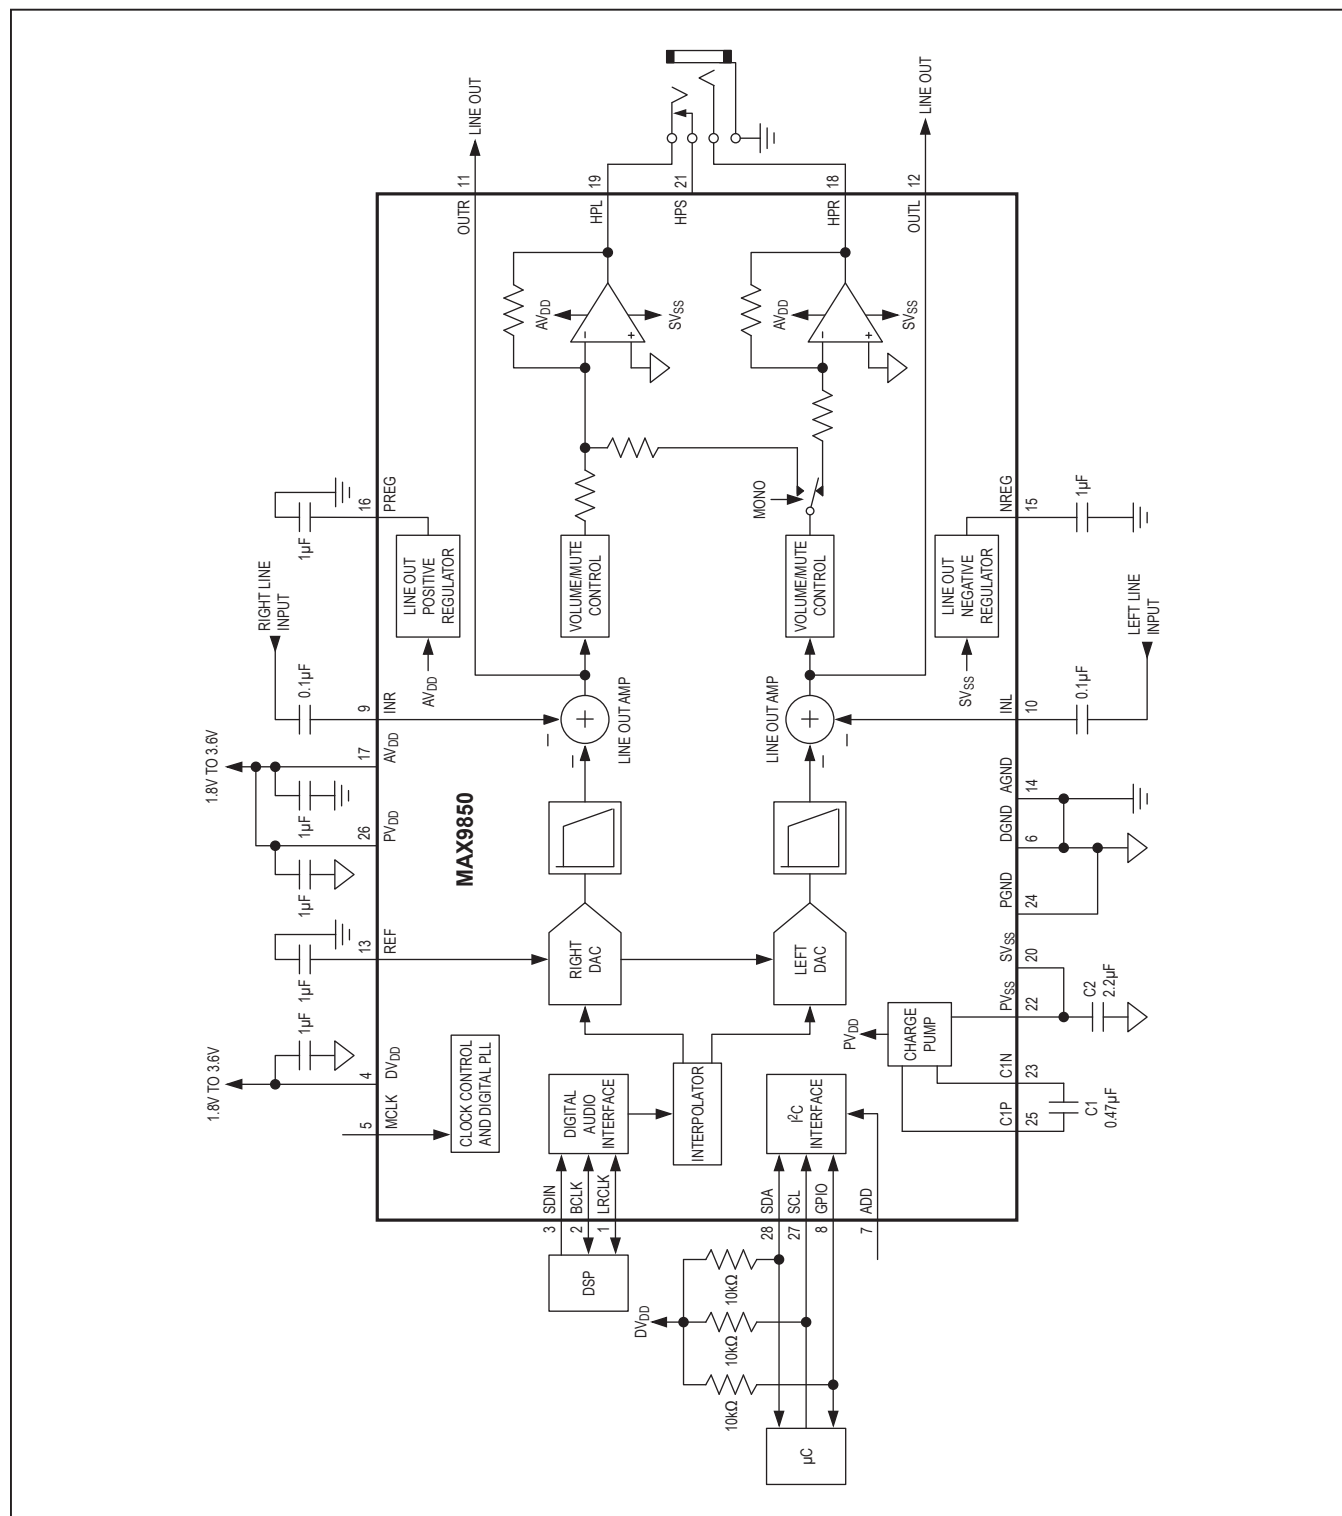 1.8V TO 3.6V
1.8V TO 3.6V
RIGHT LINE
INPUT
1µF
1µF
1µF
1µF
0.1µF
1µF
5
4
13
26
17
9
16
MCLK
DVDD
REF
PVDD
AVDD
INR
PREG
MAX9850
AVDD
LINE OUT
POSITIVE
REGULATOR
CLOCK CONTROL
AND DIGITAL PLL
LINE OUT
11
OUTR
3
SDIN
2
BCLK
1
LRCLK
DSP
DIGITAL
AUDIO
INTERFACE
RIGHT
DAC
LINE OUT AMP
VOLUME/MUTE
CONTROL
AVDD
SVSS
HPL
19
HPS
21
INTERPOLATOR
DVDD
10kΩ
10kΩ
10kΩ
µC
28
SDA
27
SCL
8
GPIO
7
ADD
I2C
INTERFACE
LEFT
DAC
LINE OUT AMP
VOLUME/MUTE
CONTROL
MONO
AVDD
SVSS
HPR
18
OUTL
12
LINE OUT
PVDD
CHARGE
PUMP
SVSS
LINE OUT
NEGATIVE
REGULATOR
C1P
C1N
PVSS
SVSS
PGND
DGND
AGND
INL
NREG
25
23
22
20
24
6
14
10
15
C1
0.47µF
C2
2.2µF
0.1µF
1µF
LEFT LINE
INPUT